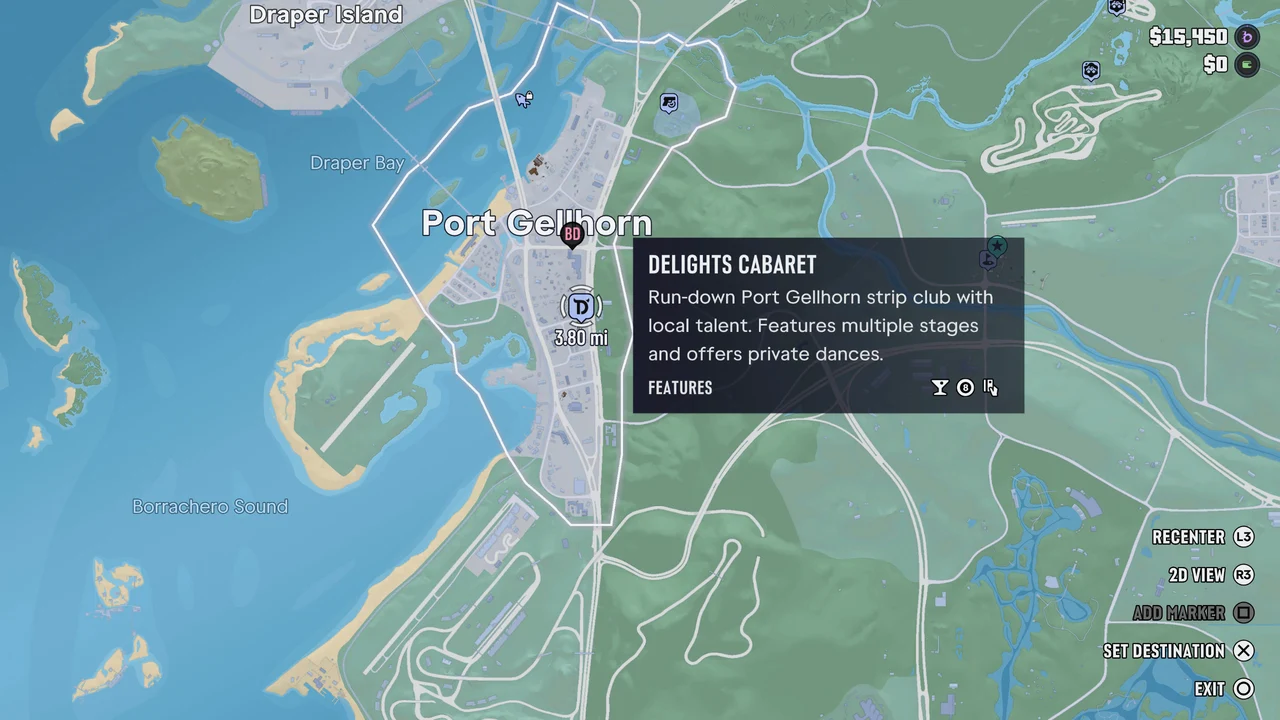 Draper Island
$15,450
$0
Draper Bay
Port Gellhorn
BD
DELIGHTS CABARET
Run-down Port Gellhorn strip club with
local talent. Features multiple stages
and offers private dances.
FEATURES
8
D
3.80 mi
Borrachero Sound
RECENTER L3
2D VIEW R3
ADD MARKER
SET DESTINATION
EXIT